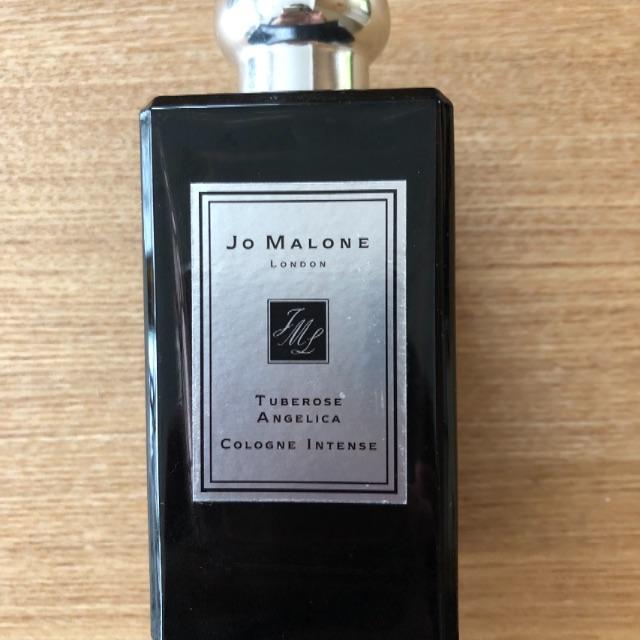 Jo Malone
London
JML
Tuberose
Angelica
Cologne Intense